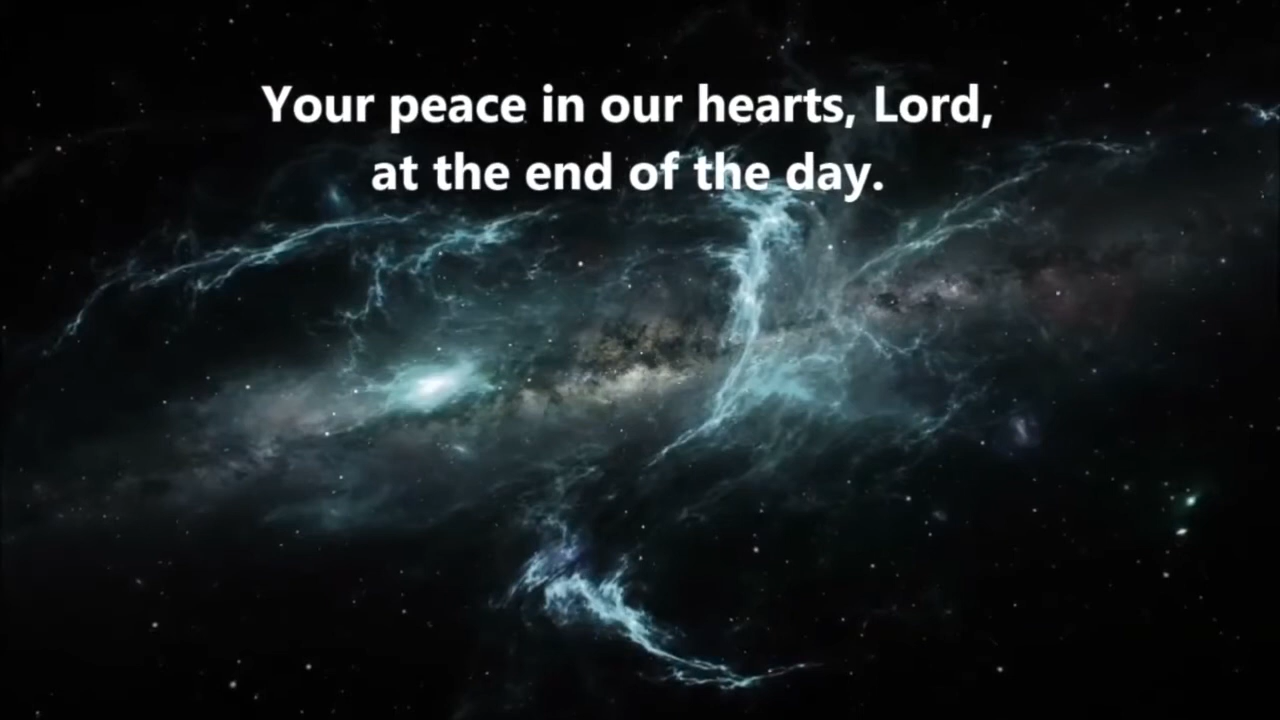 Your peace in our hearts, Lord,
at the end of the day.